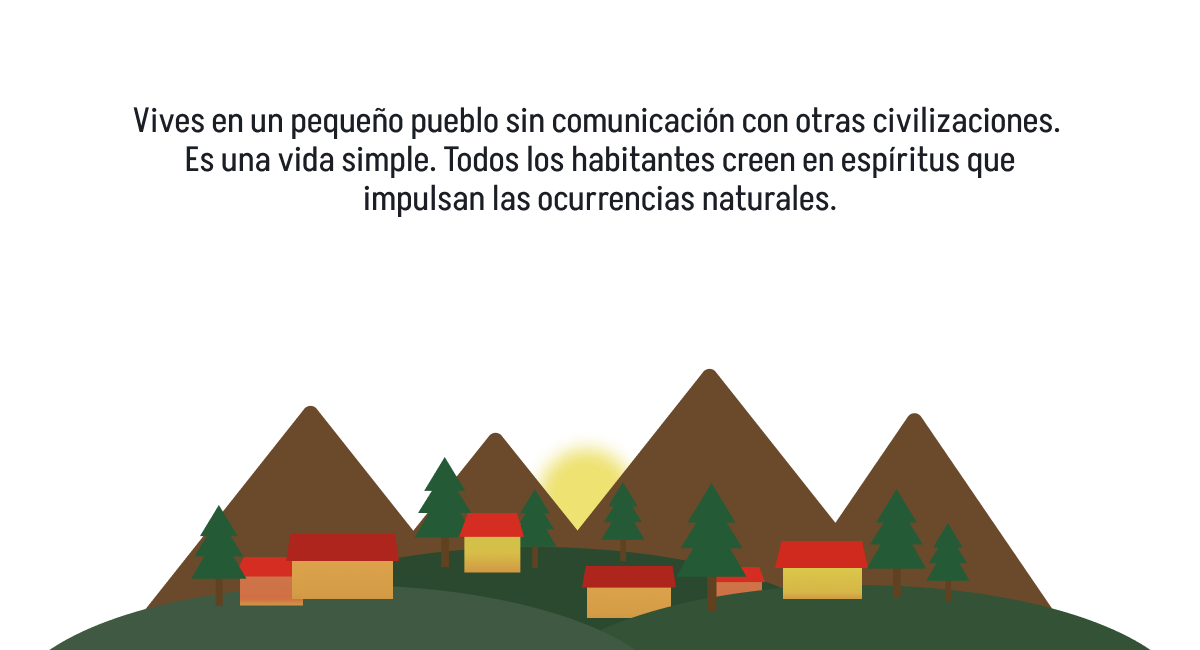 Vives en un pequeño pueblo sin comunicación con otras civilizaciones.
Es una vida simple. Todos los habitantes creen en espíritus que
impulsan las ocurrencias naturales.